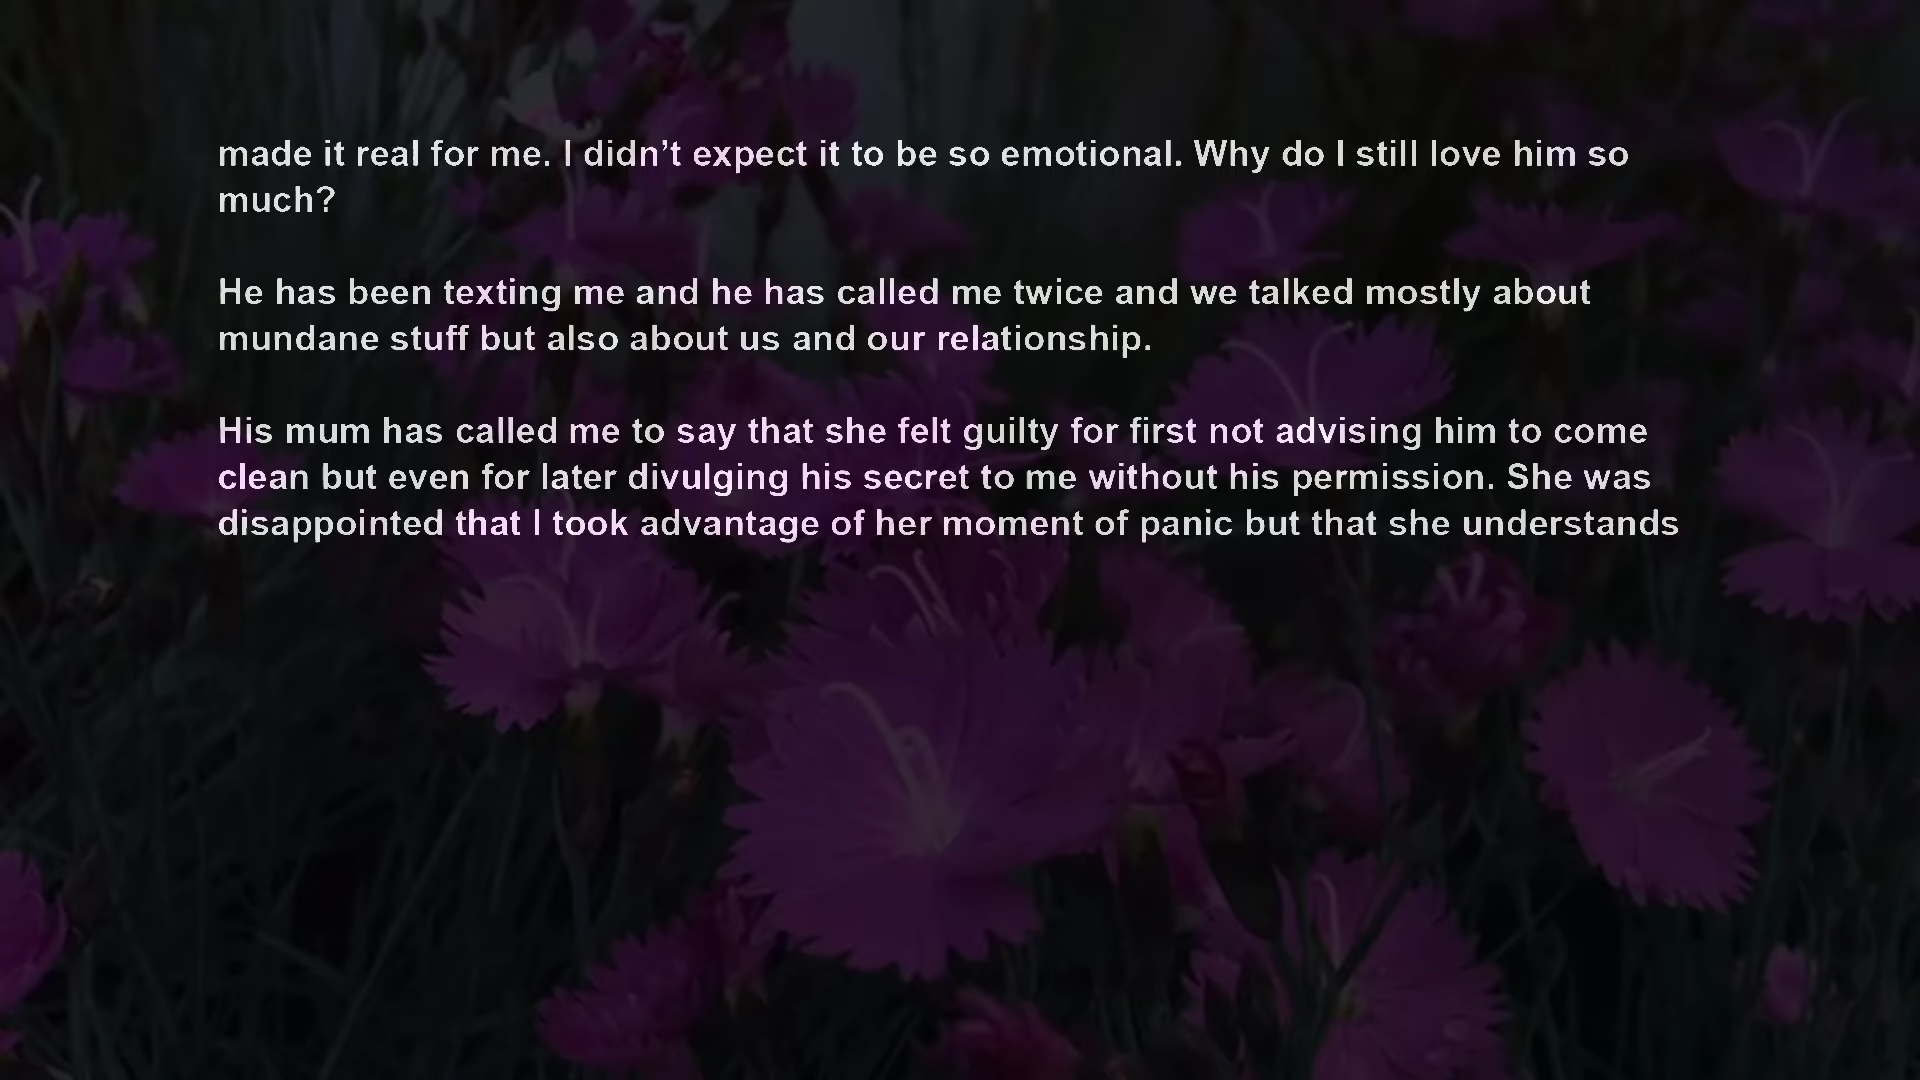 made it real for me. I didn’t expect it to be so emotional. Why do I still love him so
much?
He has been texting me and he has called me twice and we talked mostly about
mundane stuff but also about us and our relationship.
His mum has called me to say that she felt guilty for first not advising him to come
clean but even for later divulging his secret to me without his permission. She was
disappointed that I took advantage of her moment of panic but that she understands